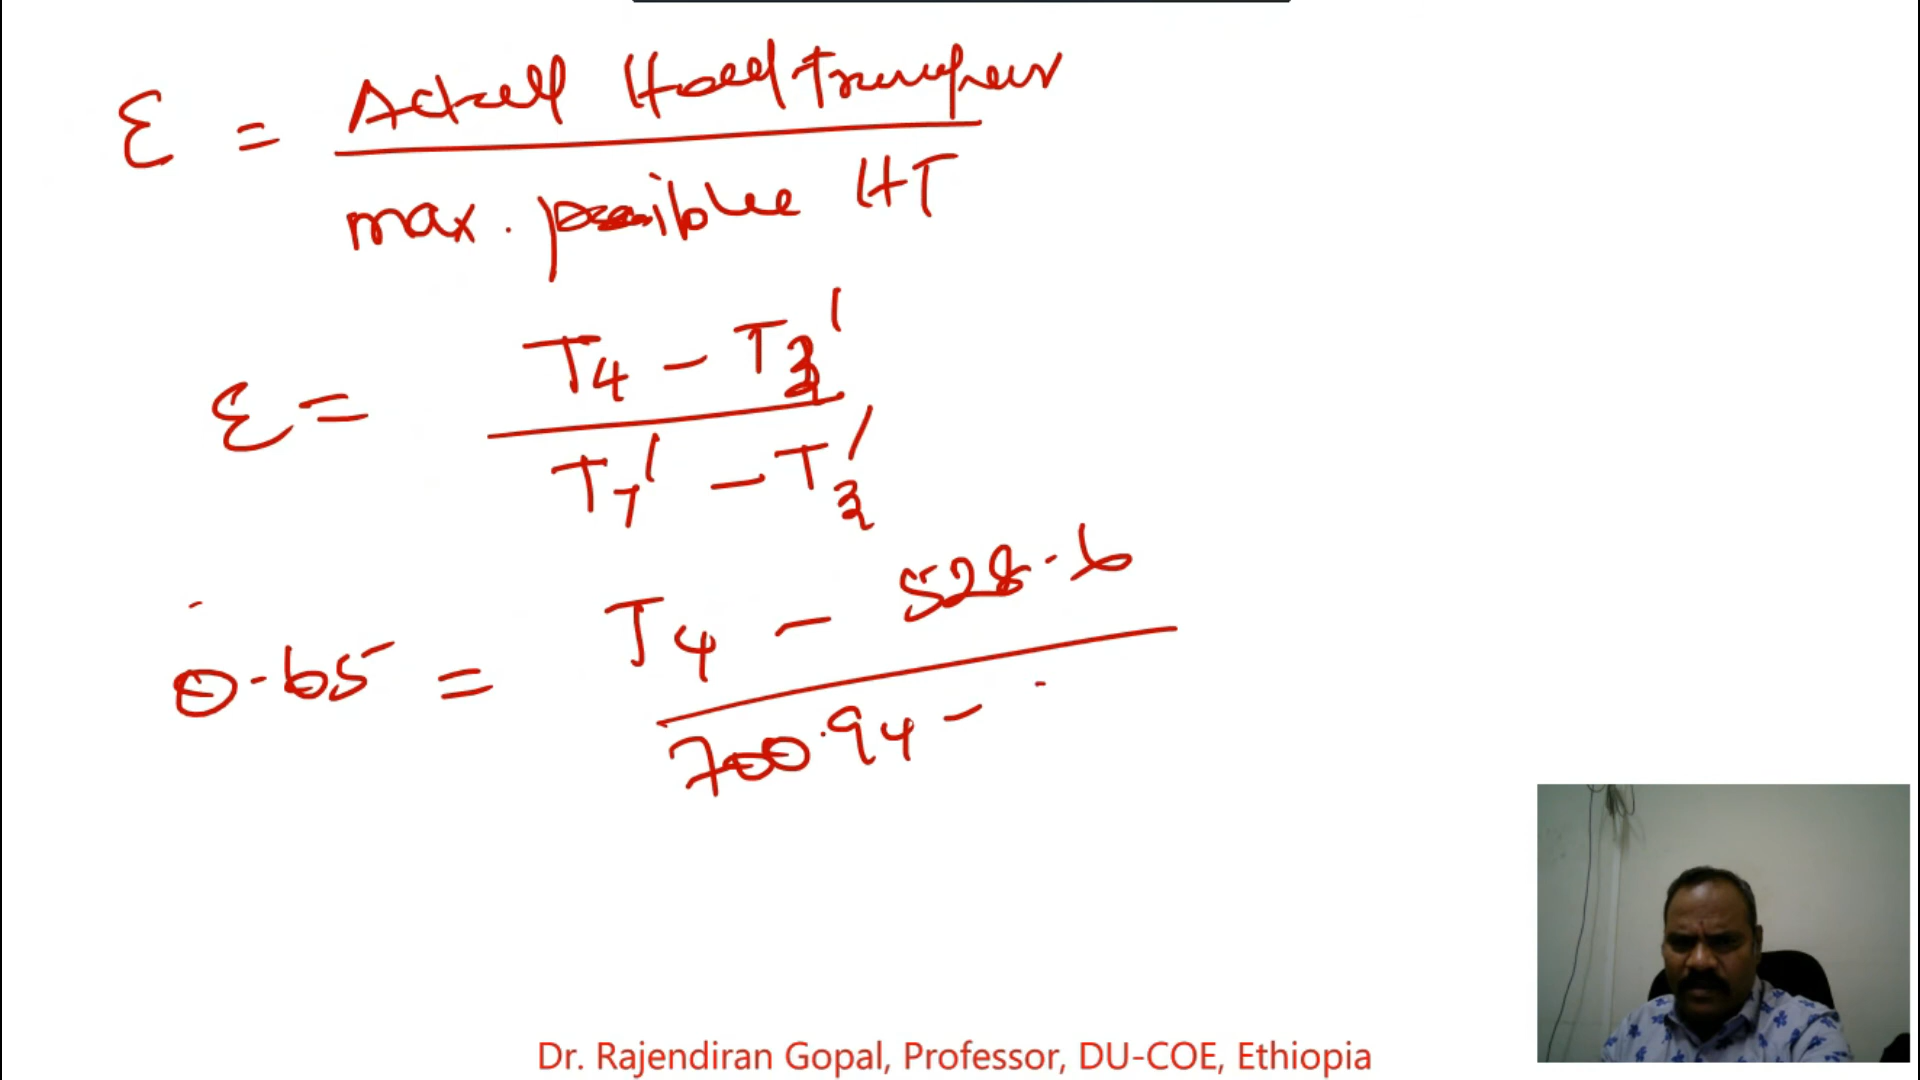 ε = Actual Heat transfer / max. possible HT
ε = T4 - T3' / T7' - T3'
0.65 = T4 - 528.6 / 700.94 -
Dr. Rajendiran Gopal, Professor, DU-COE, Ethiopia